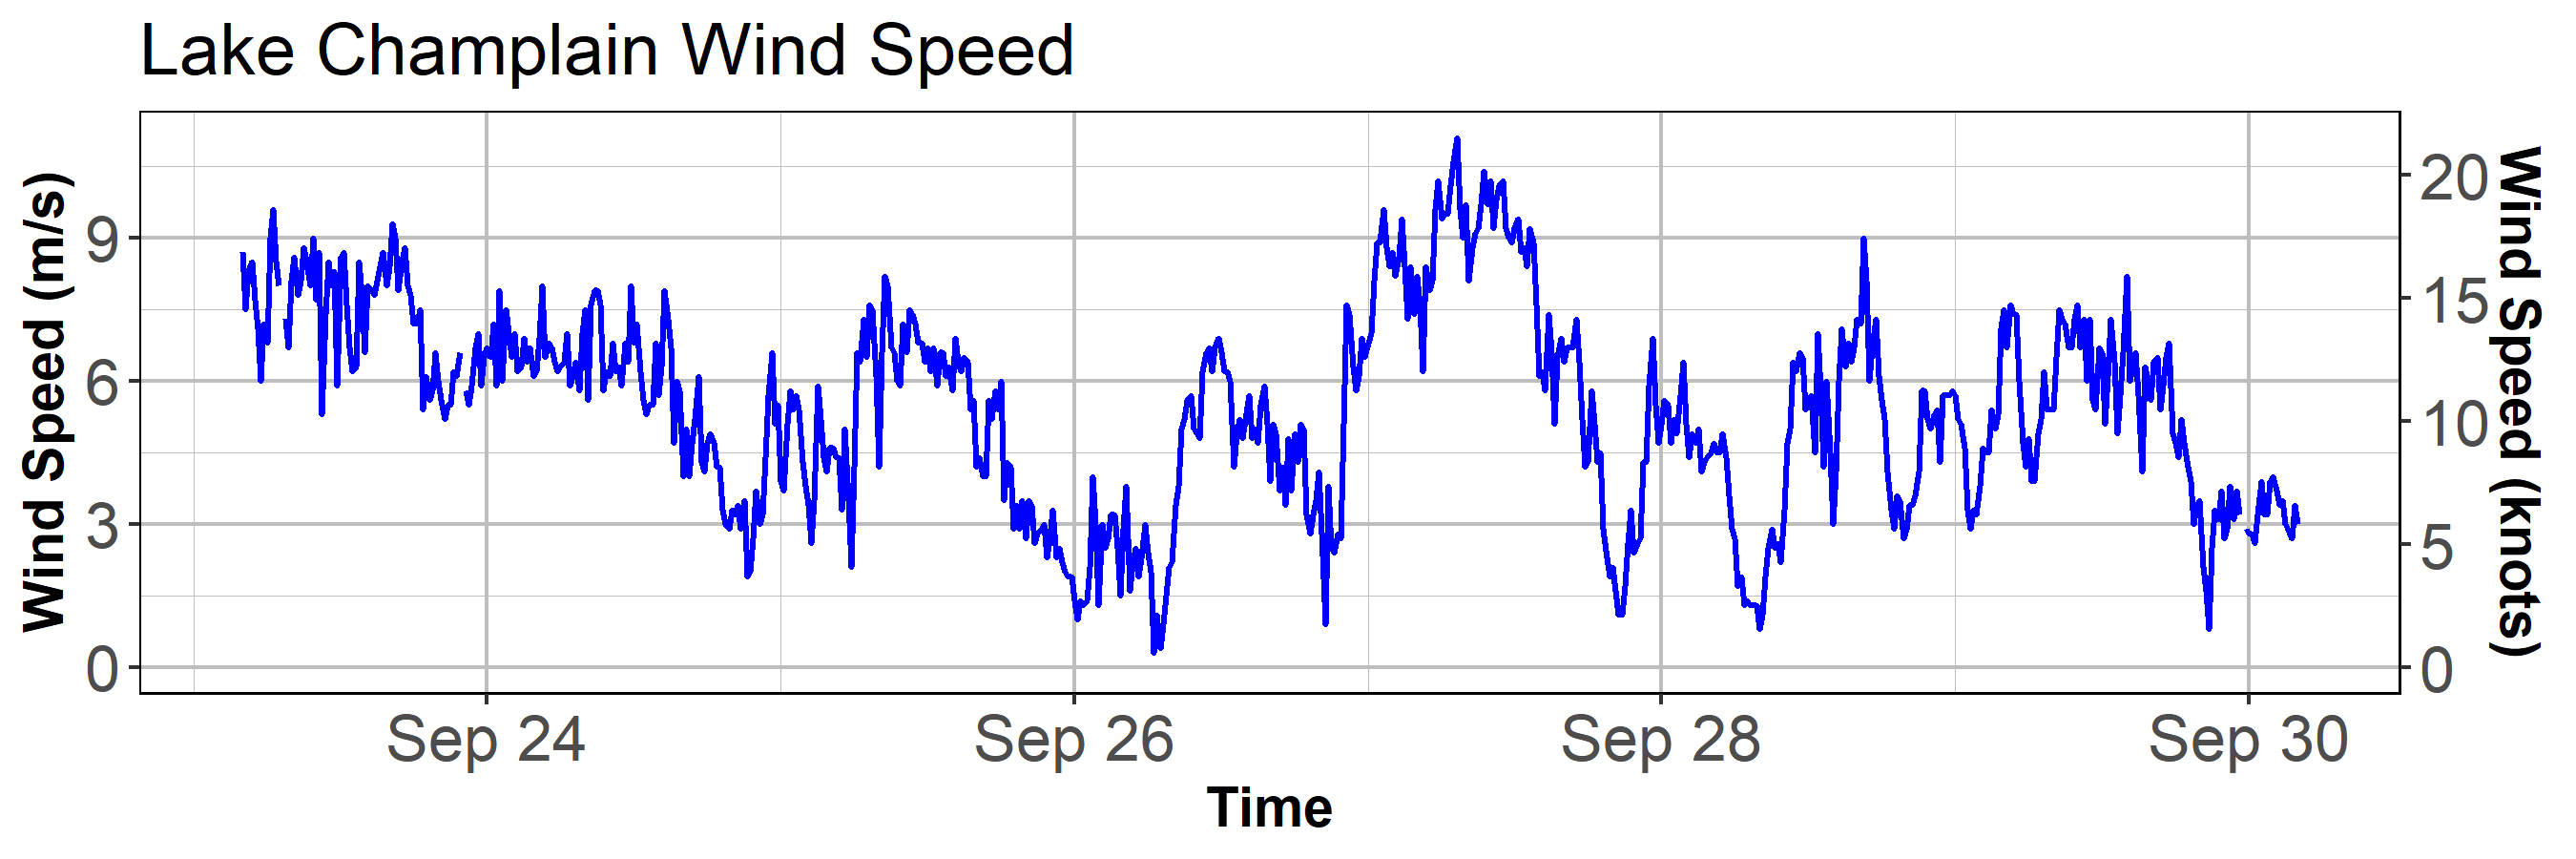 Lake Champlain Wind Speed
Wind Speed (m/s)
9
6
3
0
20
15
10
5
0
Wind Speed (knots)
Sep 24
Sep 26
Sep 28
Sep 30
Time